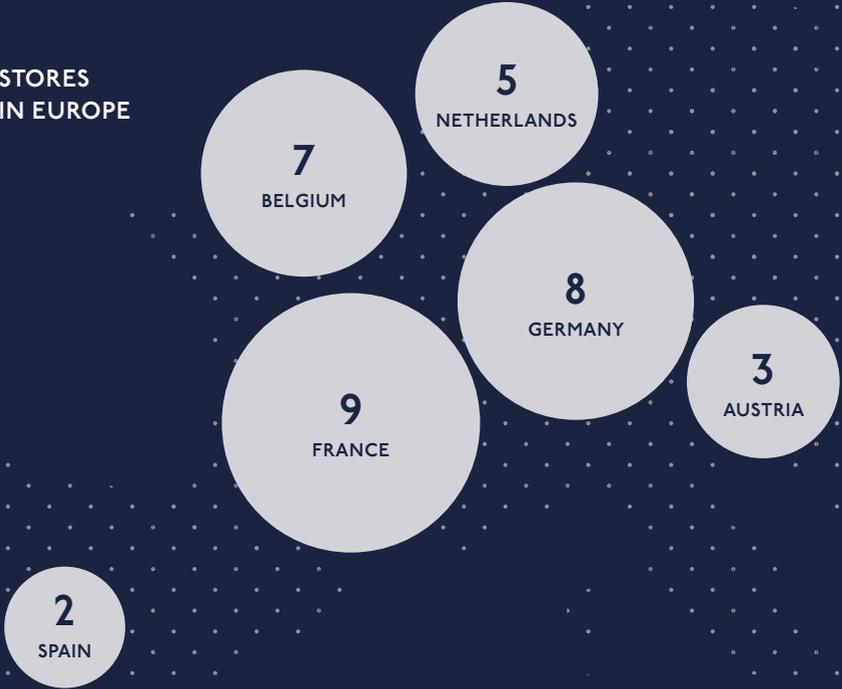 STORES
IN EUROPE
5
NETHERLANDS
7
BELGIUM
8
GERMANY
3
AUSTRIA
9
FRANCE
2
SPAIN